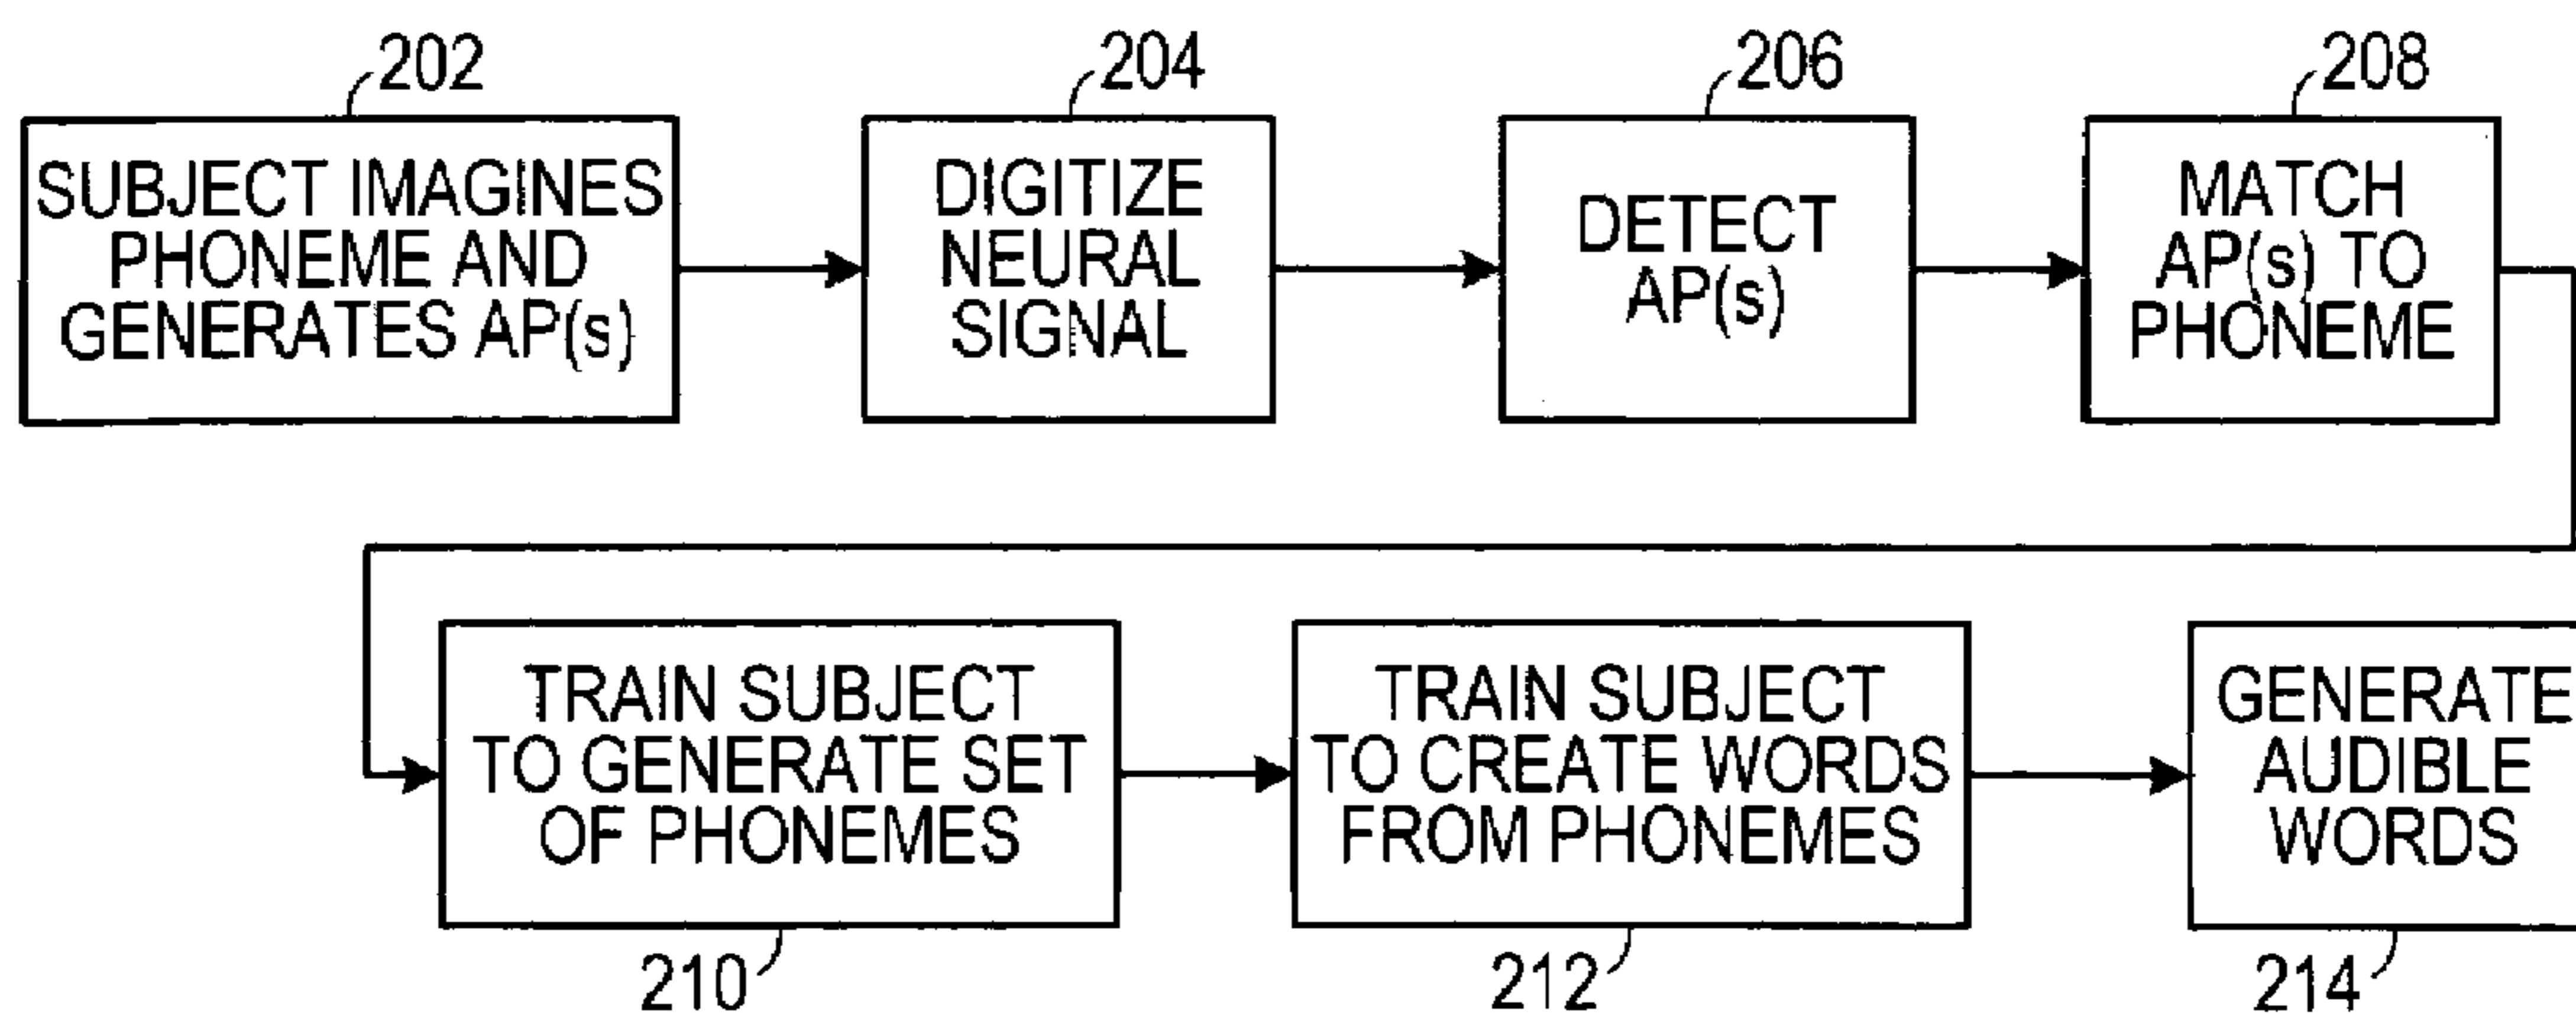 202
SUBJECT IMAGINES
PHONEME AND
GENERATES AP(s)
204
DIGITIZE
NEURAL
SIGNAL
206
DETECT
AP(s)
208
MATCH
AP(s) TO
PHONEME
TRAIN SUBJECT
TO GENERATE SET
OF PHONEMES
210
TRAIN SUBJECT
TO CREATE WORDS
FROM PHONEMES
212
GENERATE
AUDIBLE
WORDS
214